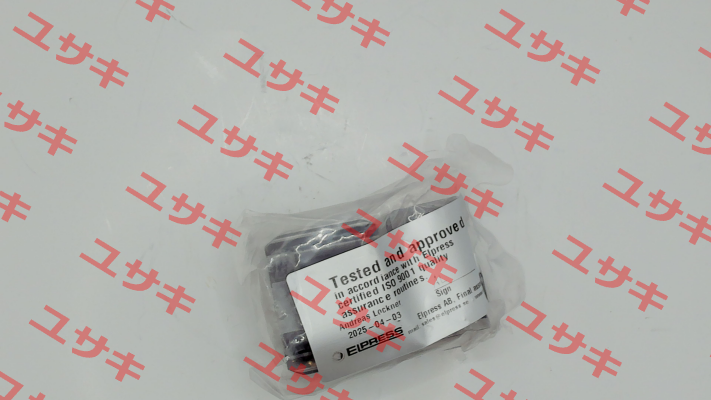 Tested and approved
in accordance with Elpress
certified ISO 9001 quality
assurance routines
Andreas Lockner
Sign
2025-04-03
Elpress AB, Final
ELPRESS
ユサキ